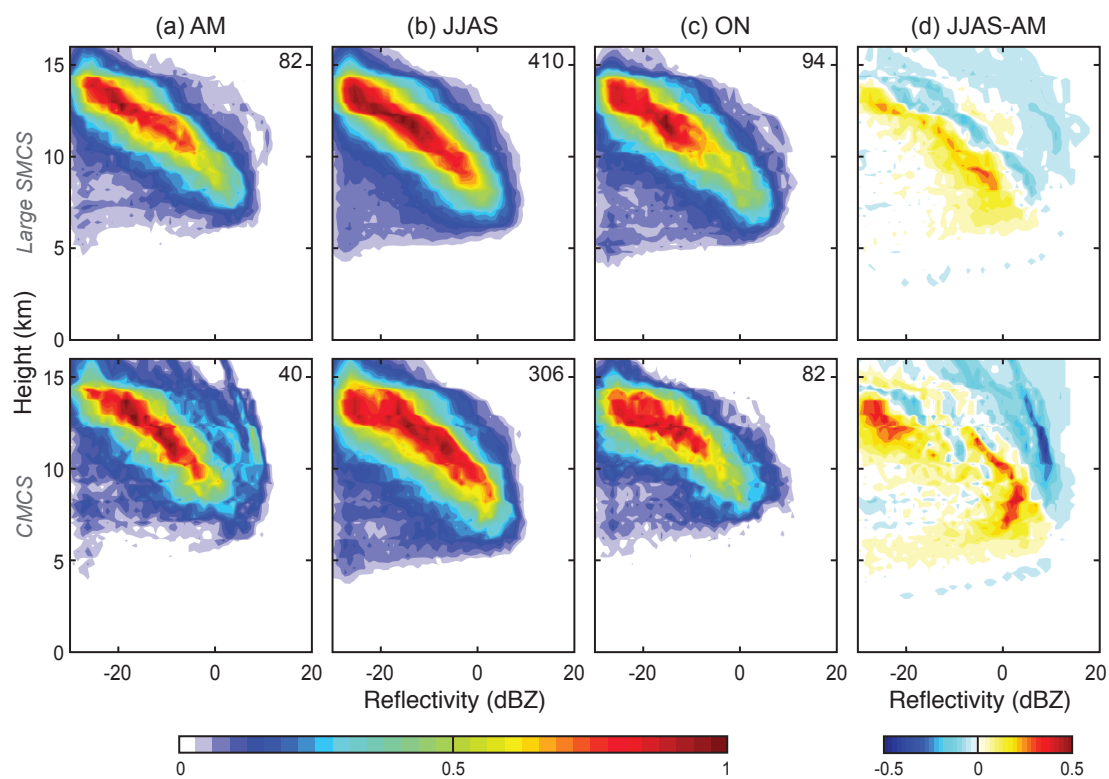 (a) AM (b) JJAS (c) ON (d) JJAS-AM
Large SMCS
82 410 94
15
10
5
0
Height (km)
CMCS
40 306 82
15
10
5
0
-20 0 20 -20 0 20 -20 0 20 -20 0 20
Reflectivity (dBZ) Reflectivity (dBZ) Reflectivity (dBZ)
0 0.5 1 -0.5 0 0.5